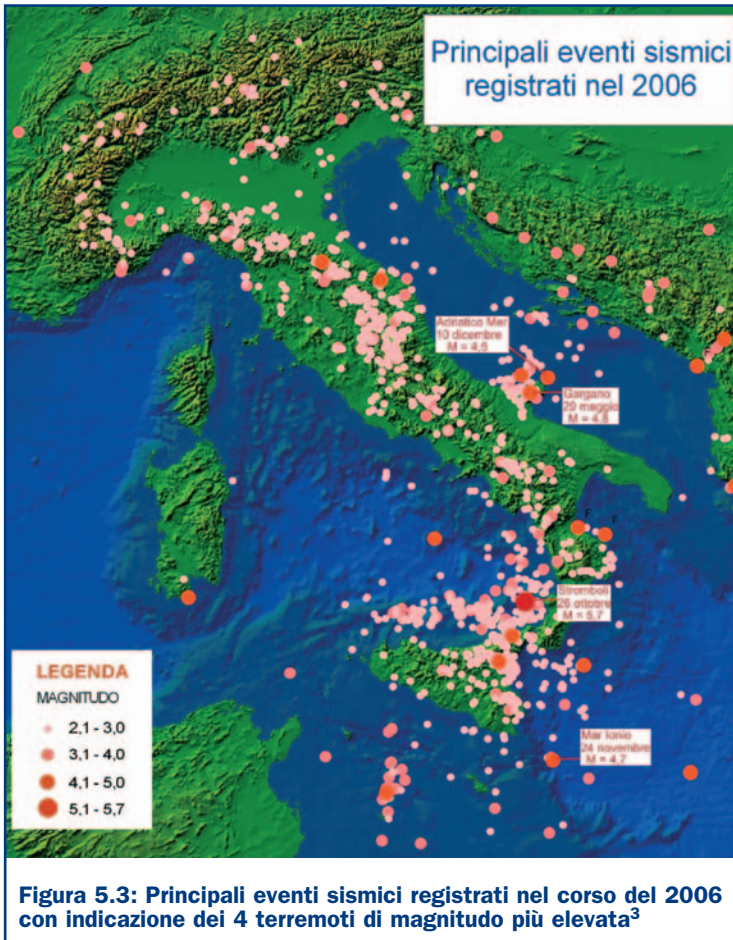 Principali eventi sismici
registrati nel 2006
Adriatico Mer
10 dicembre
M = 4,5
Gargano
29 maggio
M = 4,6
F
F
Stromboli
26 ottobre
M = 5,7
Mar Ionio
24 novembre
M = 4,7
LEGENDA
MAGNITUDO
2,1 - 3,0
3,1 - 4,0
4,1 - 5,0
5,1 - 5,7
Figura 5.3: Principali eventi sismici registrati nel corso del 2006
con indicazione dei 4 terremoti di magnitudo più elevata³